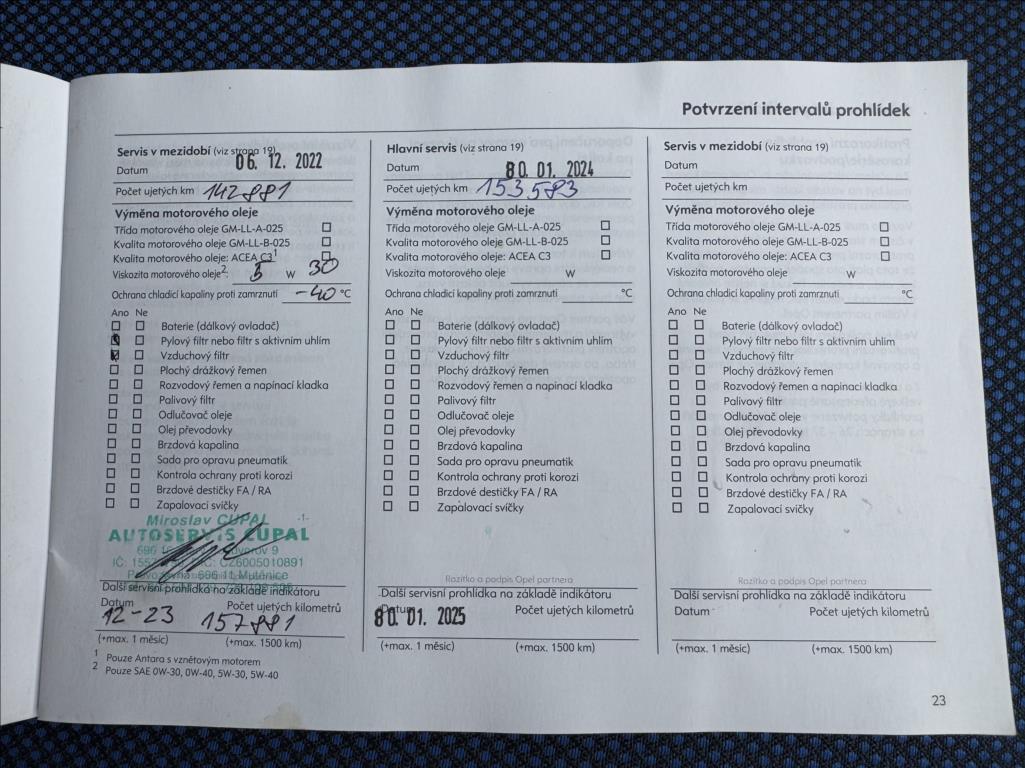 Potvrzení intervalů prohlídek
Servis v mezidobí (viz strana 19)
Datum 06. 12. 2022
Počet ujetých km 142881
Výměna motorového oleje
Třída motorového oleje GM-LL-A-025
Kvalita motorového oleje GM-LL-B-025
Kvalita motorového oleje: ACEA C3¹
Viskozita motorového oleje²: 5 W 30
Ochrana chladicí kapaliny proti zamrznutí -40 °C
Ano Ne
Baterie (dálkový ovladač)
Pylový filtr nebo filtr s aktivním uhlím
Vzduchový filtr
Plochý drážkový řemen
Rozvodový řemen a napínací kladka
Palivový filtr
Odlučovač oleje
Olej převodovky
Brzdová kapalina
Sada pro opravu pneumatik
Kontrola ochrany proti korozi
Brzdové destičky FA / RA
Zapalovací svíčky
Miroslav CUPAL -1-
AUTOSERVIS CUPAL
CZ6005010891
696 11 Mutěnice
Další servisní prohlídka na základě indikátoru
Datum Počet ujetých kilometrů
12-23 157881
(+max. 1 měsíc) (+max. 1500 km)
1 Pouze Antara s vznětovým motorem
2 Pouze SAE 0W-30, 0W-40, 5W-30, 5W-40
Hlavní servis (viz strana 19)
Datum 30. 01. 2024
Počet ujetých km 153583
Výměna motorového oleje
Třída motorového oleje GM-LL-A-025
Kvalita motorového oleje GM-LL-B-025
Kvalita motorového oleje: ACEA C3
Viskozita motorového oleje W
Ochrana chladicí kapaliny proti zamrznutí °C
Ano Ne
Baterie (dálkový ovladač)
Pylový filtr nebo filtr s aktivním uhlím
Vzduchový filtr
Plochý drážkový řemen
Rozvodový řemen a napínací kladka
Palivový filtr
Odlučovač oleje
Olej převodovky
Brzdová kapalina
Sada pro opravu pneumatik
Kontrola ochrany proti korozi
Brzdové destičky FA / RA
Zapalovací svíčky
Razítko a podpis Opel partnera
Další servisní prohlídka na základě indikátoru
Datum Počet ujetých kilometrů
30. 01. 2025
(+max. 1 měsíc) (+max. 1500 km)
Servis v mezidobí (viz strana 19)
Datum
Počet ujetých km
Výměna motorového oleje
Třída motorového oleje GM-LL-A-025
Kvalita motorového oleje GM-LL-B-025
Kvalita motorového oleje: ACEA C3
Viskozita motorového oleje W
Ochrana chladicí kapaliny proti zamrznutí °C
Ano Ne
Baterie (dálkový ovladač)
Pylový filtr nebo filtr s aktivním uhlím
Vzduchový filtr
Plochý drážkový řemen
Rozvodový řemen a napínací kladka
Palivový filtr
Odlučovač oleje
Olej převodovky
Brzdová kapalina
Sada pro opravu pneumatik
Kontrola ochrany proti korozi
Brzdové destičky FA / RA
Zapalovací svíčky
Razítko a podpis Opel partnera
Další servisní prohlídka na základě indikátoru
Datum Počet ujetých kilometrů
(+max. 1 měsíc) (+max. 1500 km)
23